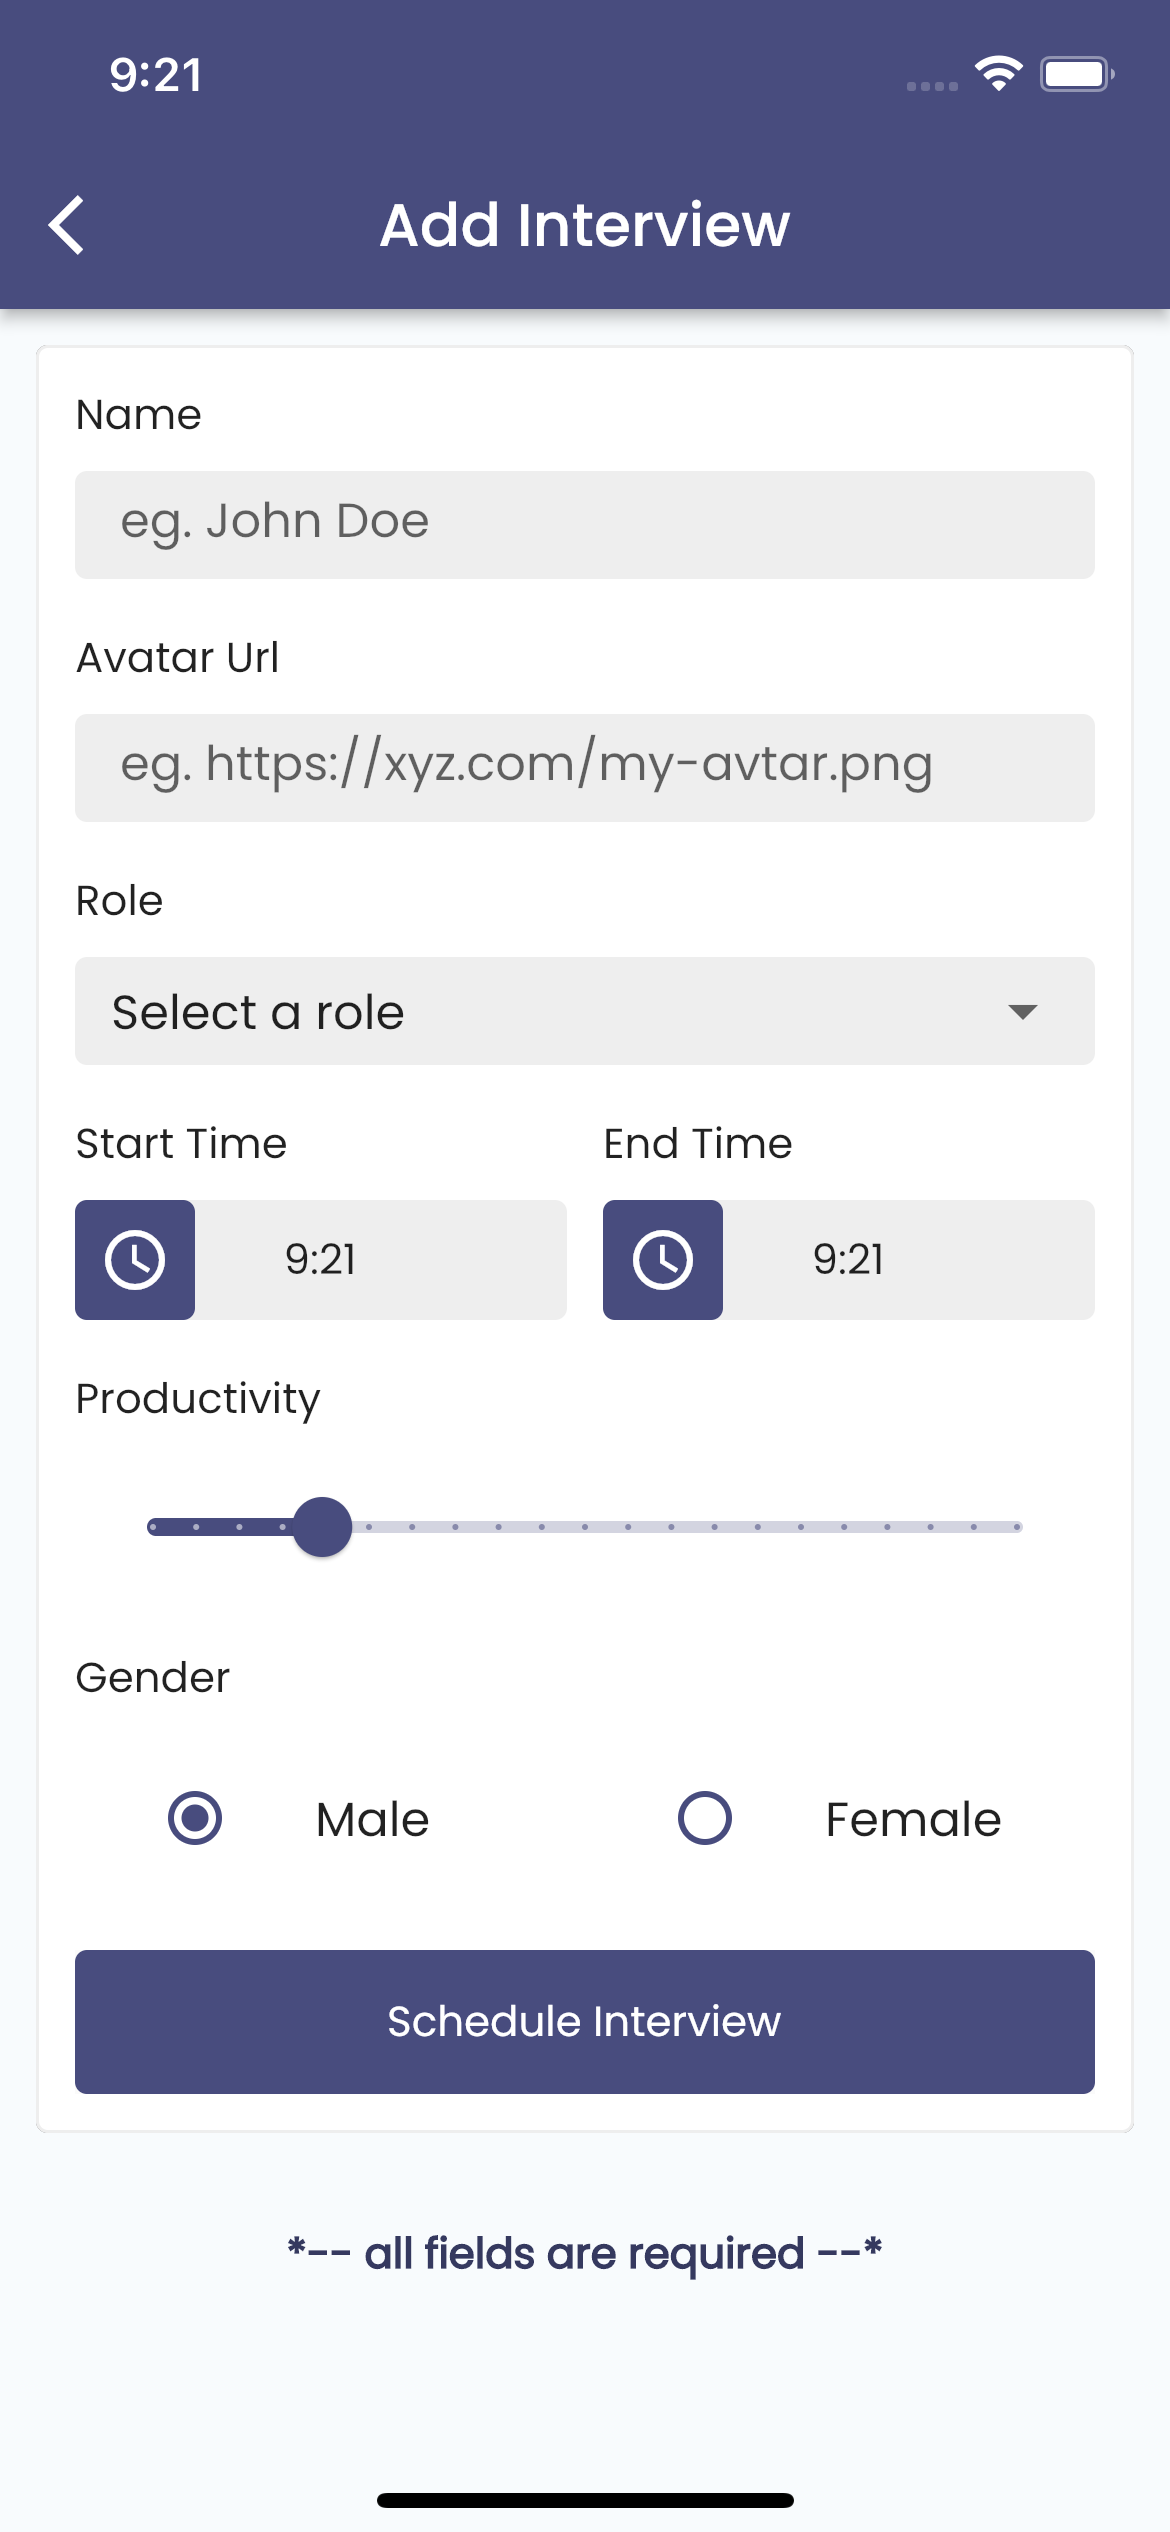 9:21
Add Interview
Name
eg. John Doe
Avatar Url
eg. https://xyz.com/my-avtar.png
Role
Select a role
Start Time End Time
9:21 9:21
Productivity
Gender
Male Female
Schedule Interview
*-- all fields are required --*